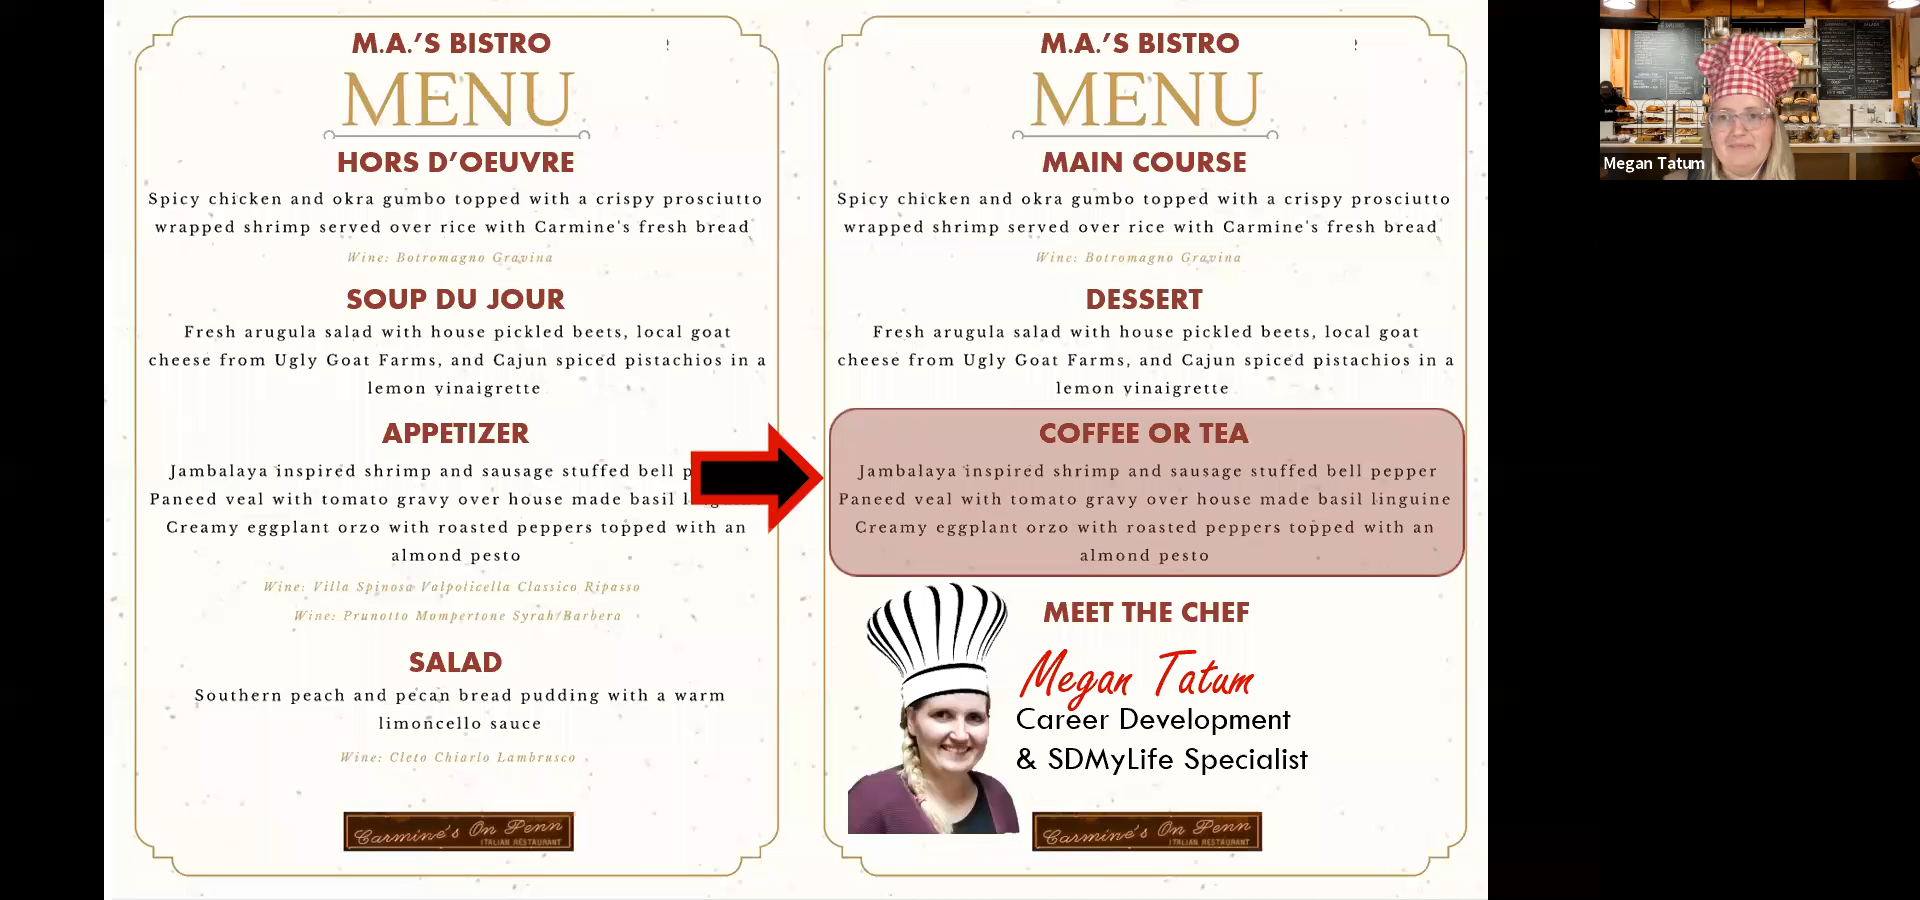 M.A.'S BISTRO
MENU
HORS D'OEUVRE
Spicy chicken and okra gumbo topped with a crispy prosciutto
wrapped shrimp served over rice with Carmine's fresh bread
Wine: Botromagno Gravina
SOUP DU JOUR
Fresh arugula salad with house pickled beets, local goat
cheese from Ugly Goat Farms, and Cajun spiced pistachios in a
lemon vinaigrette
APPETIZER
Jambalaya inspired shrimp and sausage stuffed bell
Paneed veal with tomato gravy over house made basil
Creamy eggplant orzo with roasted peppers topped with an
almond pesto
Wine: Villa Spinosa Valpolicella Classico Ripasso
Wine: Prunotto Mompertone Syrah/Barbera
SALAD
Southern peach and pecan bread pudding with a warm
limoncello sauce
Wine: Cleto Chiarlo Lambrusco
Carmine's On Penn
ITALIAN RESTAURANT
M.A.'S BISTRO
MENU
MAIN COURSE
Spicy chicken and okra gumbo topped with a crispy prosciutto
wrapped shrimp served over rice with Carmine's fresh bread
Wine: Botromagno Gravina
DESSERT
Fresh arugula salad with house pickled beets, local goat
cheese from Ugly Goat Farms, and Cajun spiced pistachios in a
lemon vinaigrette
COFFEE OR TEA
Jambalaya inspired shrimp and sausage stuffed bell pepper
Paneed veal with tomato gravy over house made basil linguine
Creamy eggplant orzo with roasted peppers topped with an
almond pesto
MEET THE CHEF
Megan Tatum
Career Development
& SDMyLife Specialist
Carmine's On Penn
ITALIAN RESTAURANT
Megan Tatum